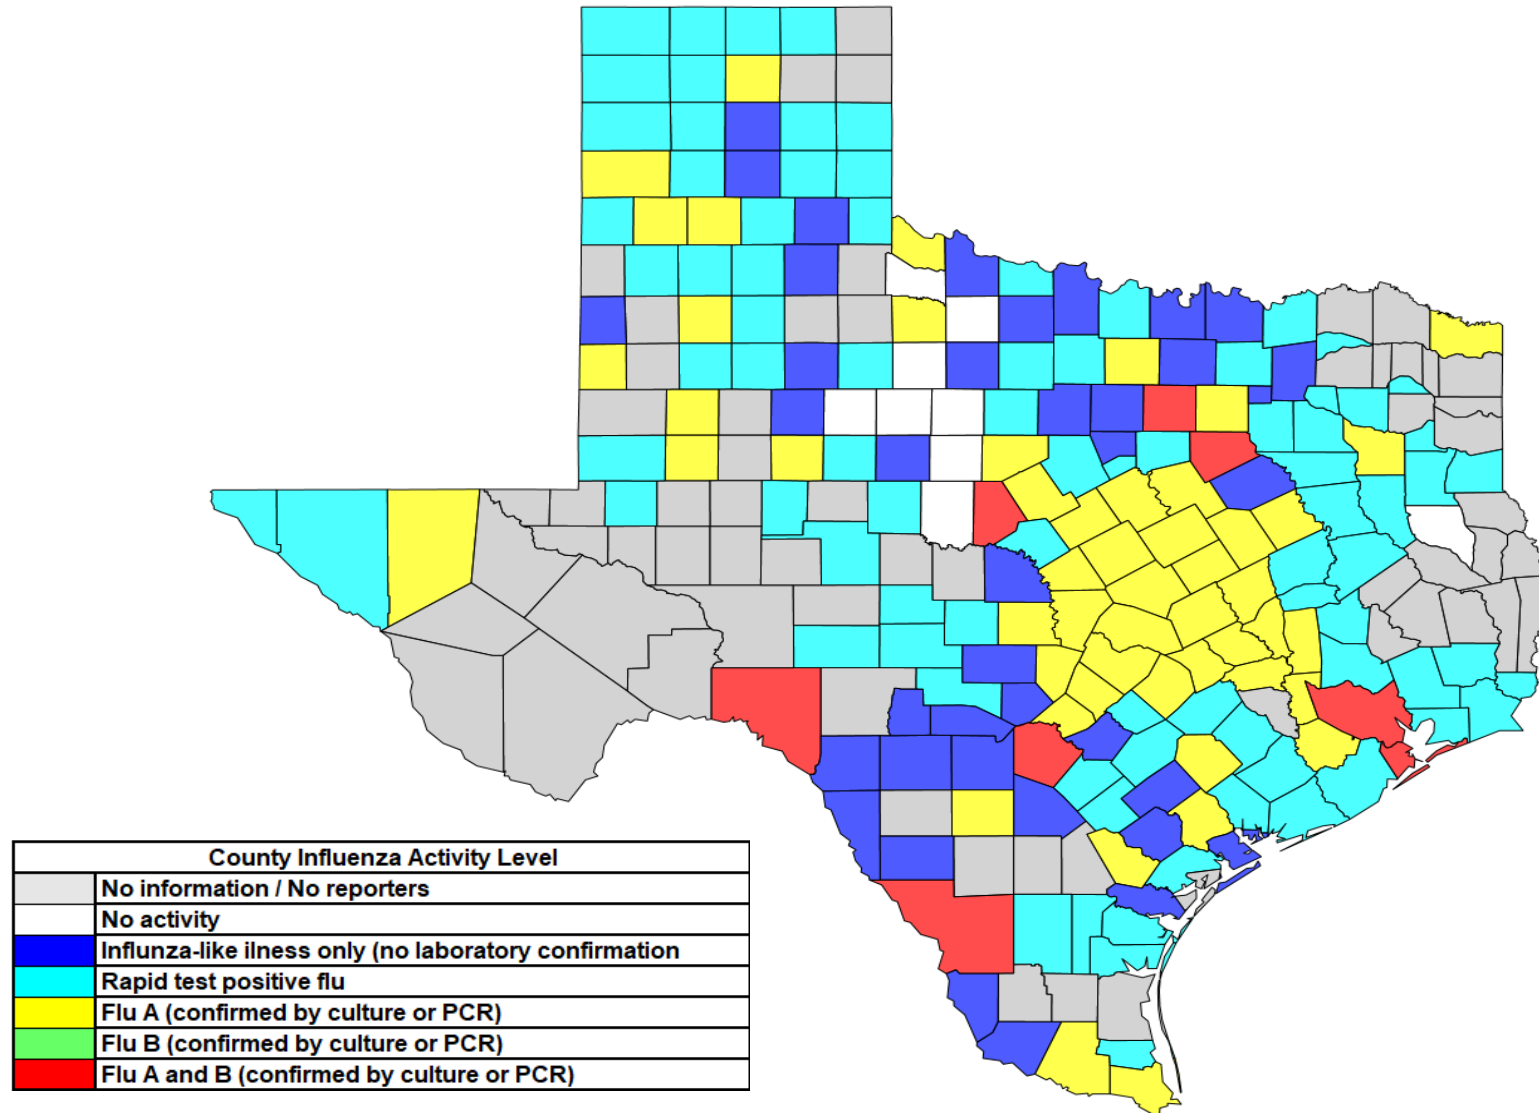 County Influenza Activity Level
No information / No reporters
No activity
Influnza-like ilness only (no laboratory confirmation
Rapid test positive flu
Flu A (confirmed by culture or PCR)
Flu B (confirmed by culture or PCR)
Flu A and B (confirmed by culture or PCR)